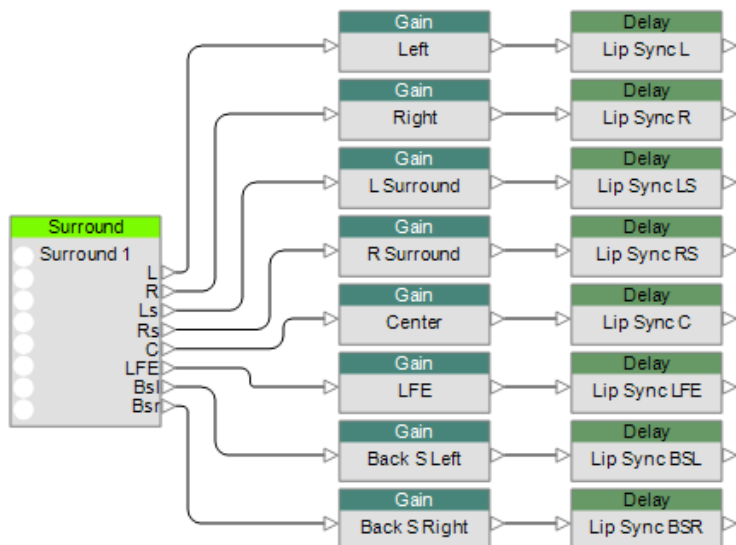 Surround
Surround 1
L
R
Ls
Rs
C
LFE
Bsl
Bsr
Gain
Left
Delay
Lip Sync L
Gain
Right
Delay
Lip Sync R
Gain
L Surround
Delay
Lip Sync LS
Gain
R Surround
Delay
Lip Sync RS
Gain
Center
Delay
Lip Sync C
Gain
LFE
Delay
Lip Sync LFE
Gain
Back S Left
Delay
Lip Sync BSL
Gain
Back S Right
Delay
Lip Sync BSR